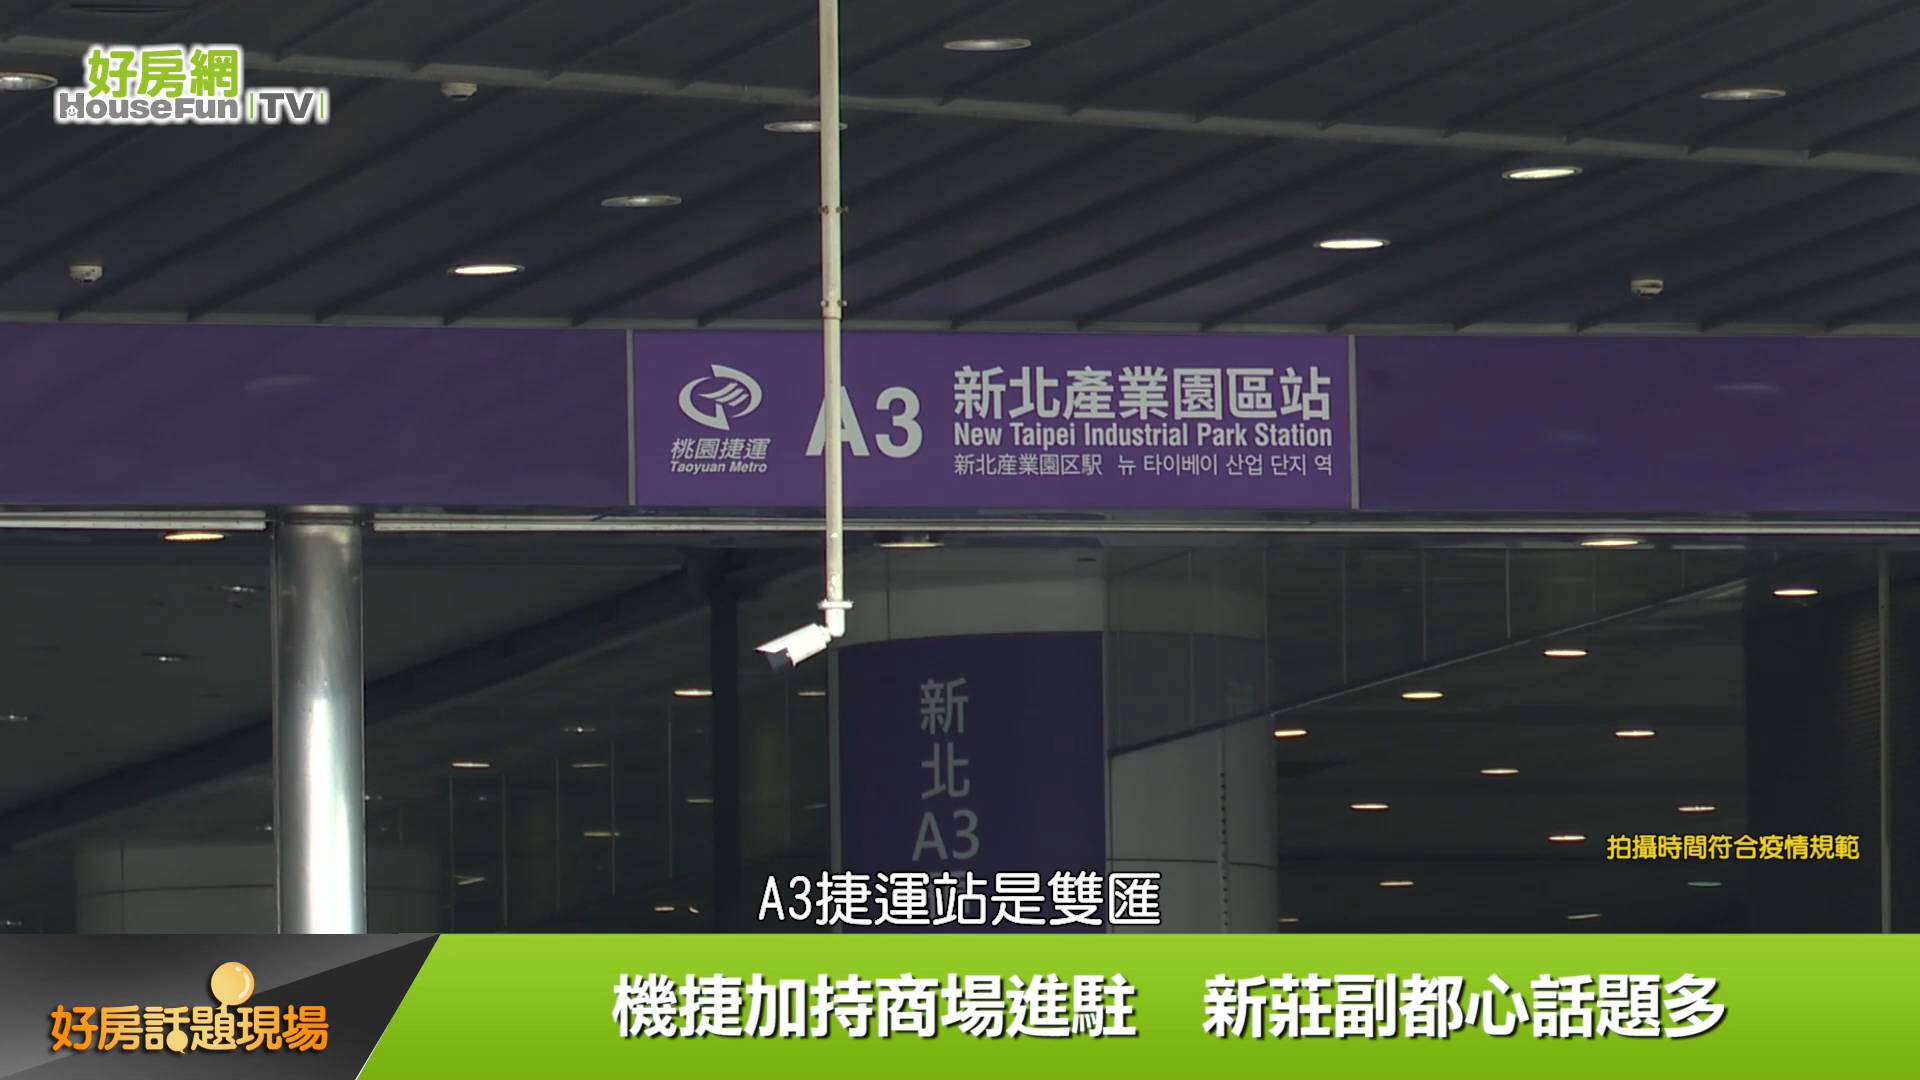 好房網
HouseFun TV
桃園捷運
Taoyuan Metro
A3
新北產業園區站
New Taipei Industrial Park Station
新北産業園区駅 뉴 타이베이 산업 단지 역
新北A3
拍攝時間符合疫情規範
A3捷運站是雙匯
好房話題現場
機捷加持商場進駐 新莊副都心話題多